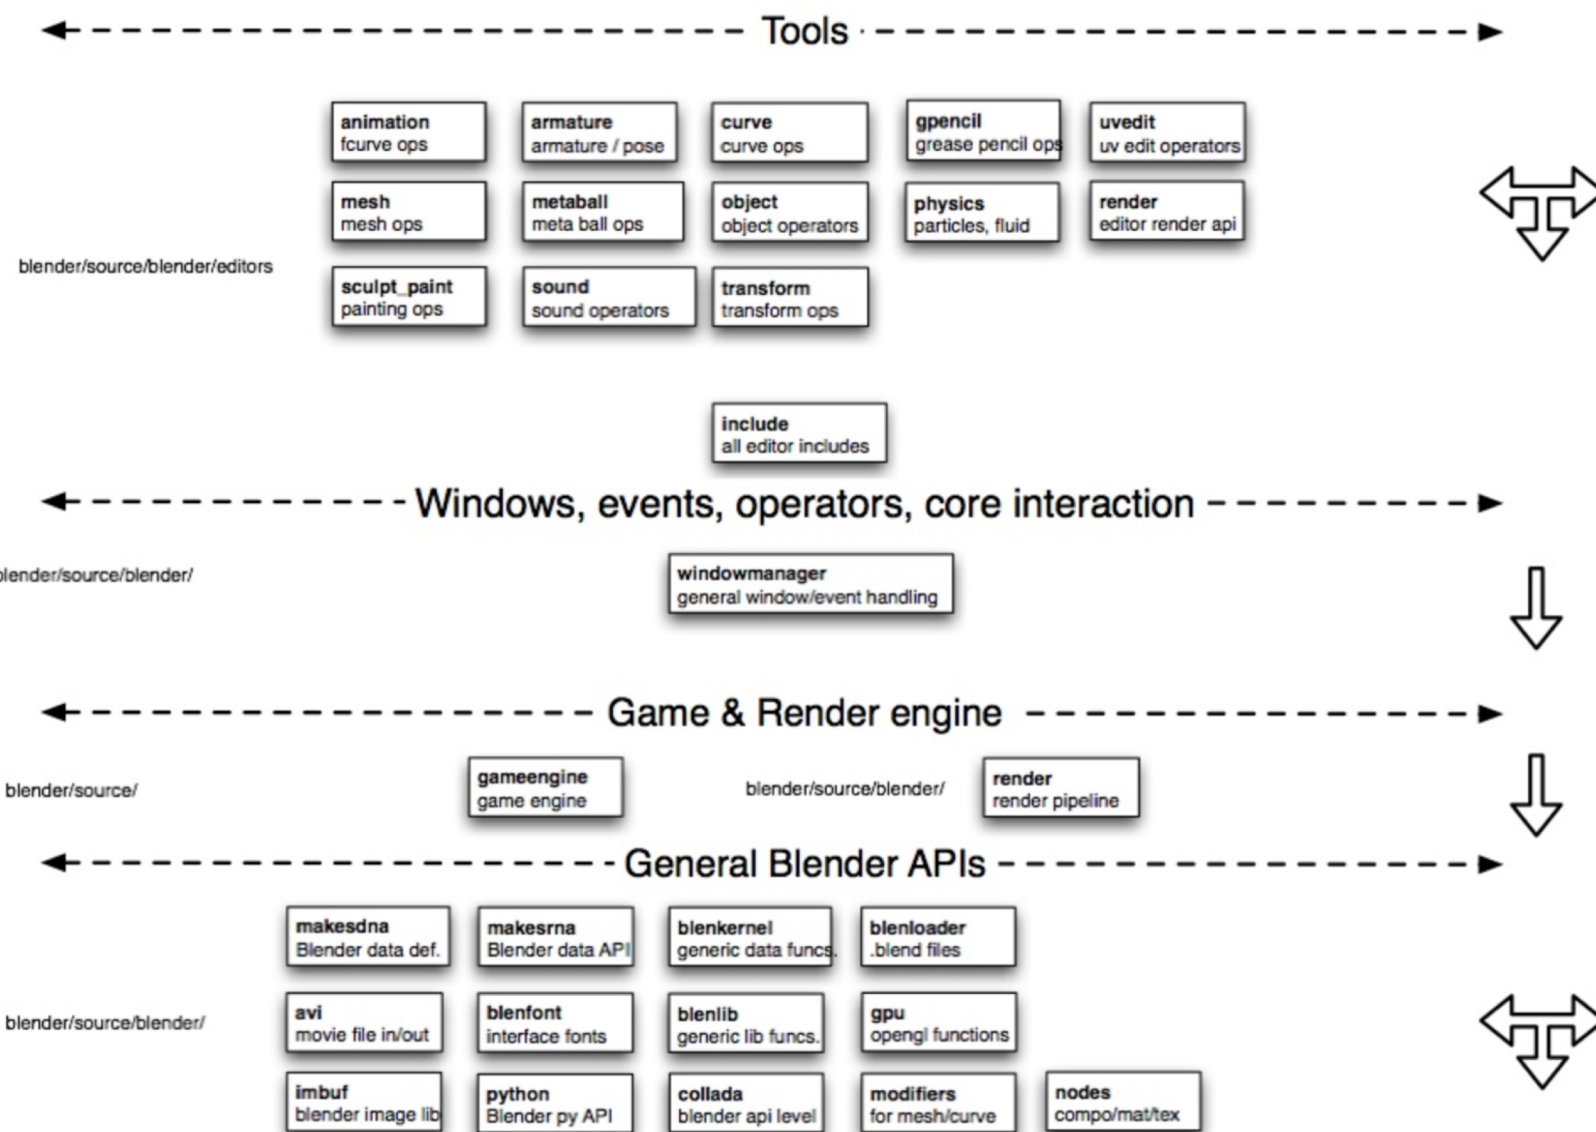 Tools
animation
fcurve ops
armature
armature / pose
curve
curve ops
gpencil
grease pencil ops
uvedit
uv edit operators
mesh
mesh ops
metaball
meta ball ops
object
object operators
physics
particles, fluid
render
editor render api
blender/source/blender/editors
sculpt_paint
painting ops
sound
sound operators
transform
transform ops
include
all editor includes
Windows, events, operators, core interaction
blender/source/blender/
windowmanager
general window/event handling
Game & Render engine
blender/source/
gameengine
game engine
blender/source/blender/
render
render pipeline
General Blender APIs
makesdna
Blender data def.
makesrna
Blender data API
blenkernel
generic data funcs.
blenloader
.blend files
blender/source/blender/
avi
movie file in/out
blenfont
interface fonts
blenlib
generic lib funcs.
gpu
opengl functions
imbuf
blender image lib
python
Blender py API
collada
blender api level
modifiers
for mesh/curve
nodes
compo/mat/tex